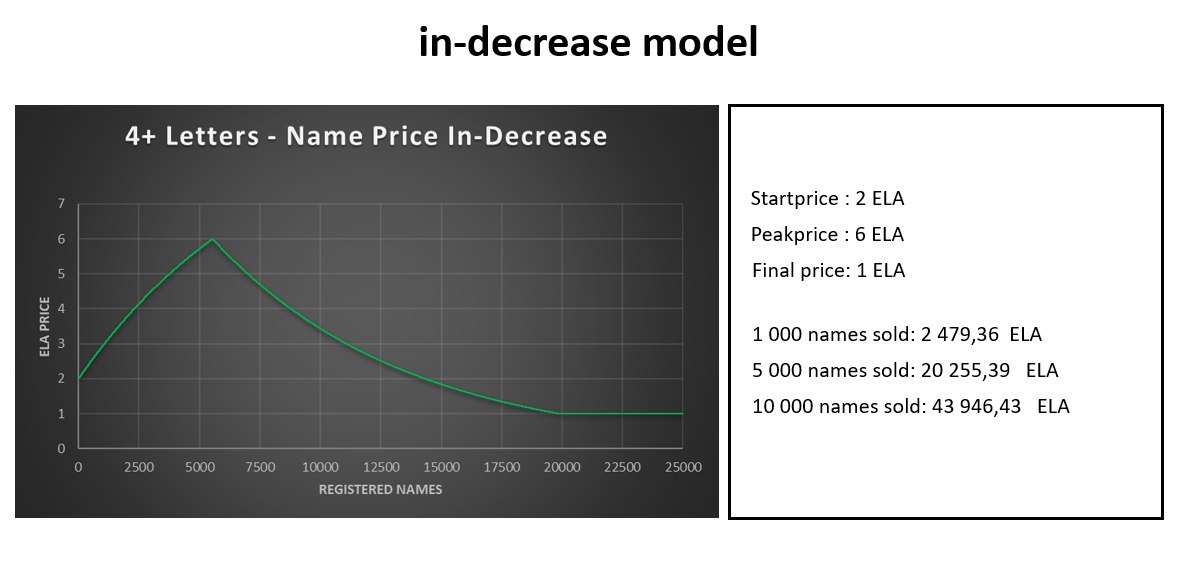 in-decrease model
4+ Letters - Name Price In-Decrease
7
6
5
4
3
2
1
0
ELA PRICE
0 2500 5000 7500 10000 12500 15000 17500 20000 22500 25000
REGISTERED NAMES
Startprice : 2 ELA
Peakprice : 6 ELA
Final price: 1 ELA
1 000 names sold: 2 479,36 ELA
5 000 names sold: 20 255,39 ELA
10 000 names sold: 43 946,43 ELA